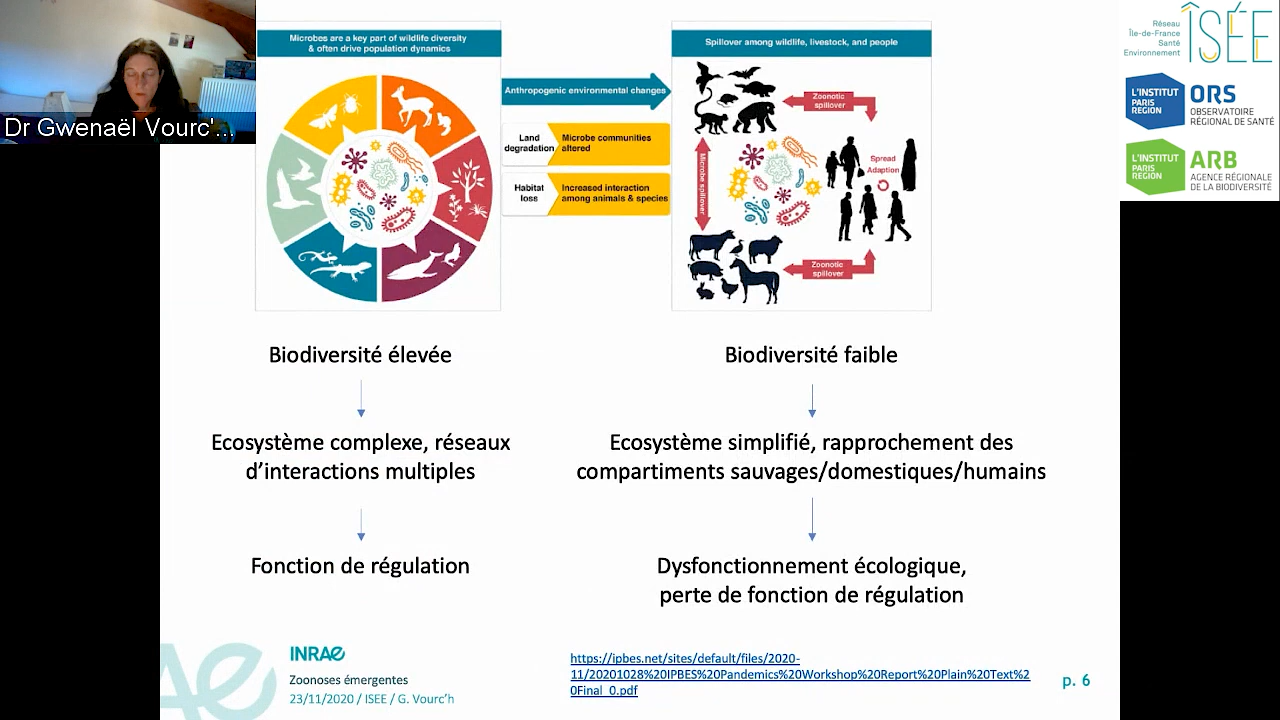 Dr Gwenaël Vourc'...
Microbes are a key part of wildlife diversity
& often drive population dynamics
Anthropogenic environmental changes
Land
degradation
Microbe communities
altered
Habitat
loss
Increased interaction
among animals & species
Spillover among wildlife, livestock, and people
Zoonotic
spillover
Microbe spillover
Spread
Adaption
Zoonotic
spillover
Réseau
Île-de-France
Santé
Environnement
ÎSÉE
L'INSTITUT
PARIS
REGION
ORS
OBSERVATOIRE
RÉGIONAL DE SANTÉ
L'INSTITUT
PARIS
REGION
ARB
AGENCE RÉGIONALE
DE LA BIODIVERSITÉ
Biodiversité élevée
Ecosystème complexe, réseaux
d'interactions multiples
Fonction de régulation
Biodiversité faible
Ecosystème simplifié, rapprochement des
compartiments sauvages/domestiques/humains
Dysfonctionnement écologique,
perte de fonction de régulation
INRAE
Zoonoses émergentes
23/11/2020 / ISEE / G. Vourc'h
https://ipbes.net/sites/default/files/2020-
11/20201028%20IPBES%20Pandemics%20Workshop%20Report%20Plain%20Text%2
0Final_0.pdf
p. 6